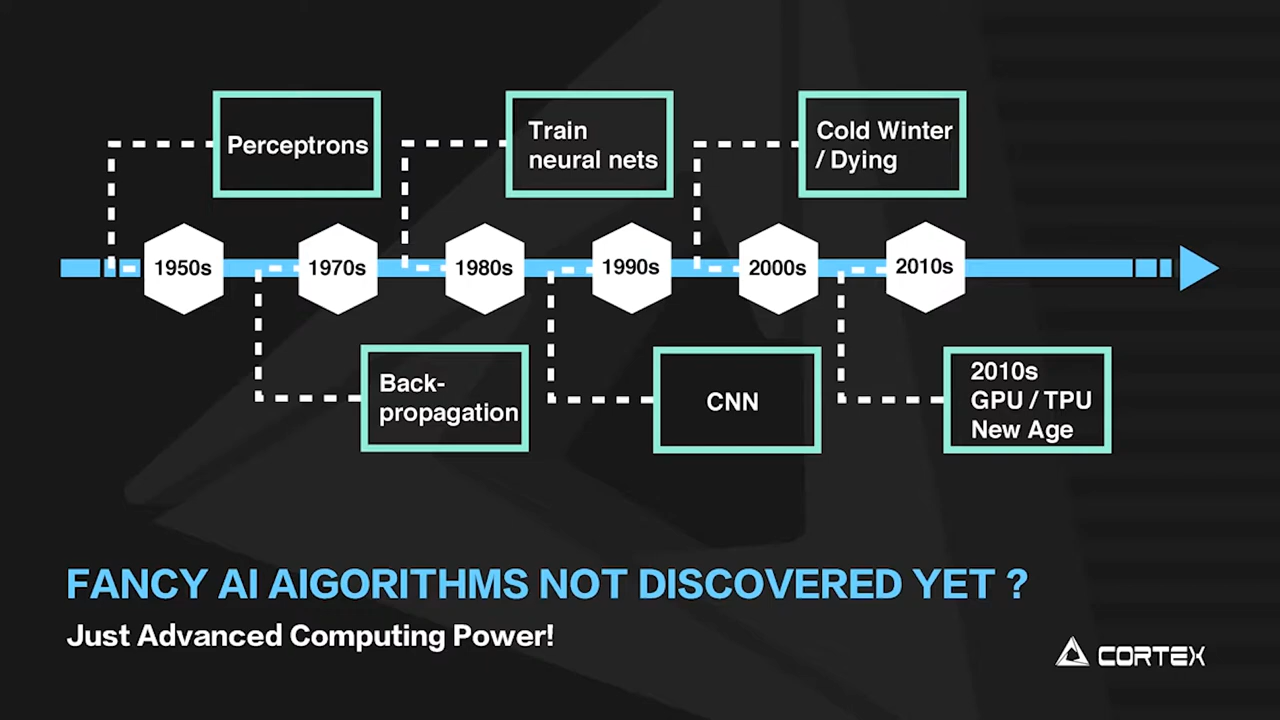 Perceptrons
Train
neural nets
Cold Winter
/ Dying
1950s
1970s
1980s
1990s
2000s
2010s
Back-
propagation
CNN
2010s
GPU / TPU
New Age
FANCY AI AIGORITHMS NOT DISCOVERED YET ?
Just Advanced Computing Power!
CORTEX